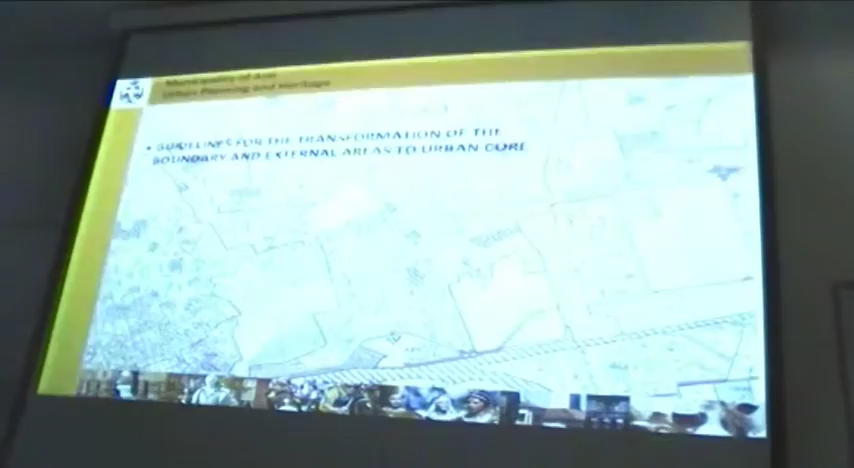 Municipality of
Urban Planning and Heritage
• GUIDELINES FOR THE TRANSFORMATION OF THE
BOUNDARY AND EXTERNAL AREAS TO URBAN CORE